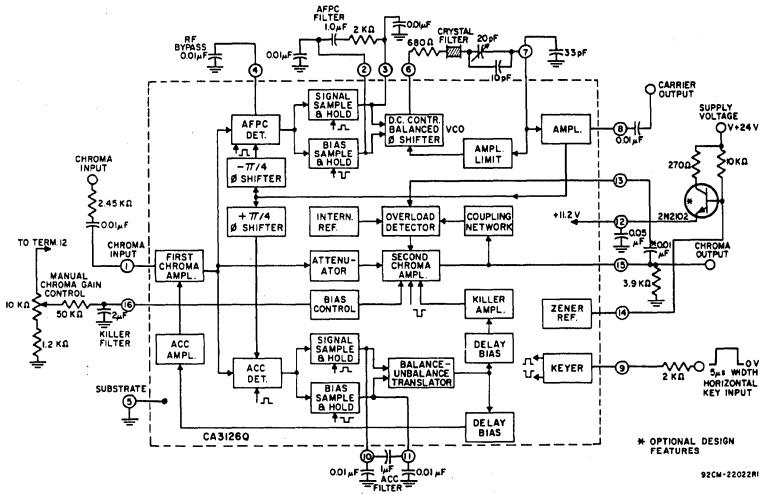 AFPC
FILTER
1.0μF
2 KΩ
0.01μF
CRYSTAL
FILTER
20pF
680Ω
10pF
33pF
RF
BYPASS
0.01μF
0.01μF
4
2
3
6
7
CARRIER
OUTPUT
SUPPLY
VOLTAGE
V+24V
SIGNAL
SAMPLE
& HOLD
AFPC
DET.
D.C. CONTR.
BALANCED
Ø SHIFTER
VCO
AMPL.
8
0.01μF
BIAS
SAMPLE
& HOLD
AMPL.
LIMIT
270Ω
10KΩ
*
2N2102
CHROMA
INPUT
−π/4
Ø SHIFTER
13
2.45 KΩ
+π/4
Ø SHIFTER
INTERN.
REF.
OVERLOAD
DETECTOR
COUPLING
NETWORK
+11.2V
12
0.05
μF
*0.01
μF
CHROMA
OUTPUT
0.01μF
TO TERM.12
CHROMA
INPUT
1
FIRST
CHROMA
AMPL.
ATTENU-
ATOR
SECOND
CHROMA
AMPL.
15
3.9 KΩ
MANUAL
CHROMA GAIN
CONTROL
10 KΩ
50 KΩ
16
2μF
KILLER
FILTER
BIAS
CONTROL
KILLER
AMPL.
ZENER
REF.
14
1.2 KΩ
ACC
AMPL.
ACC
DET.
SIGNAL
SAMPLE
& HOLD
BIAS
SAMPLE
& HOLD
BALANCE-
UNBALANCE
TRANSLATOR
DELAY
BIAS
KEYER
9
2 KΩ
0V
5μs WIDTH
HORIZONTAL
KEY INPUT
SUBSTRATE
5
DELAY
BIAS
CA3126Q
10
11
0.01μF
1μF
ACC
FILTER
0.01μF
* OPTIONAL DESIGN
FEATURES
92CM-22022RI